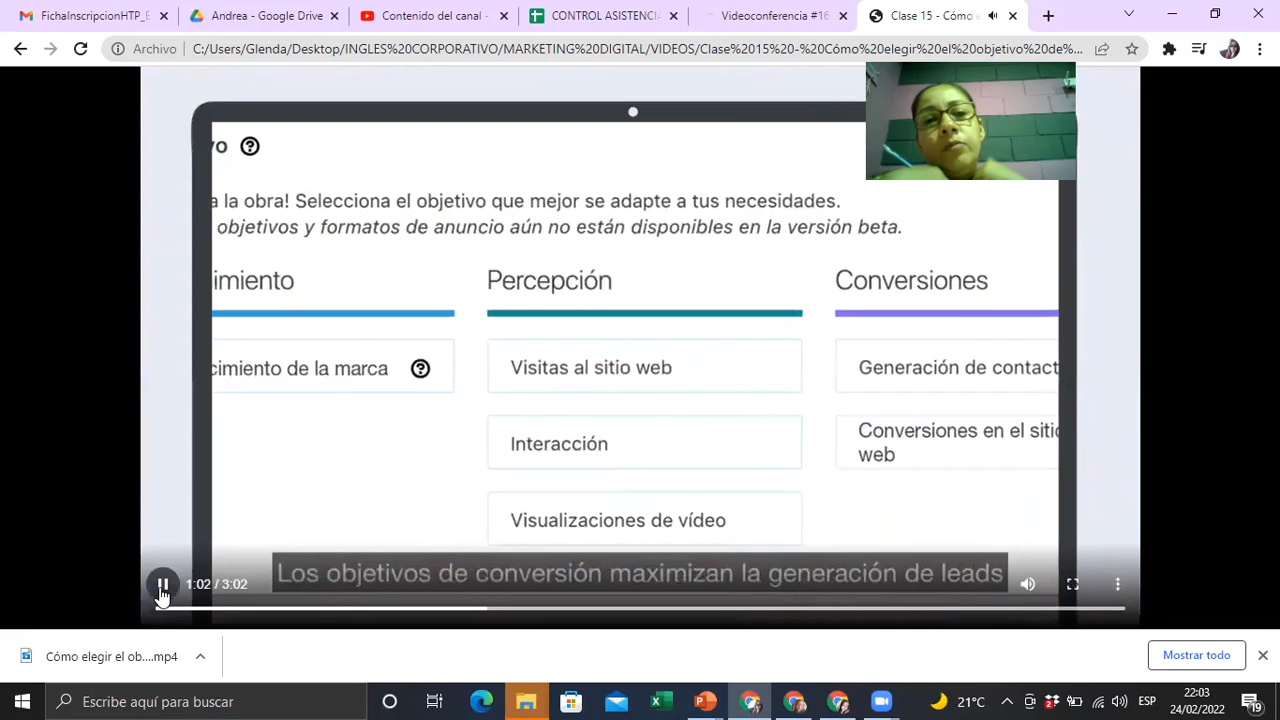 FichaInscripcionHTP_E
Andrea - Google Drive
Contenido del canal -
CONTROL ASISTENCIA
Videoconferencia #16
Clase 15 - Cómo
Archivo
C:/Users/Glenda/Desktop/INGLES%20CORPORATIVO/MARKETING%20DIGITAL/VIDEOS/Clase%2015%20-%20Cómo%20elegir%20el%20objetivo%20de%...
vo
a la obra! Selecciona el objetivo que mejor se adapte a tus necesidades.
objetivos y formatos de anuncio aún no están disponibles en la versión beta.
imiento
Percepción
Conversiones
cimiento de la marca
Visitas al sitio web
Generación de contact
Interacción
Conversiones en el sitio
web
Visualizaciones de vídeo
Los objetivos de conversión maximizan la generación de leads
1:02 / 3:02
Cómo elegir el ob....mp4
Mostrar todo
Escribe aquí para buscar
21°C
ESP
22:03
24/02/2022
19